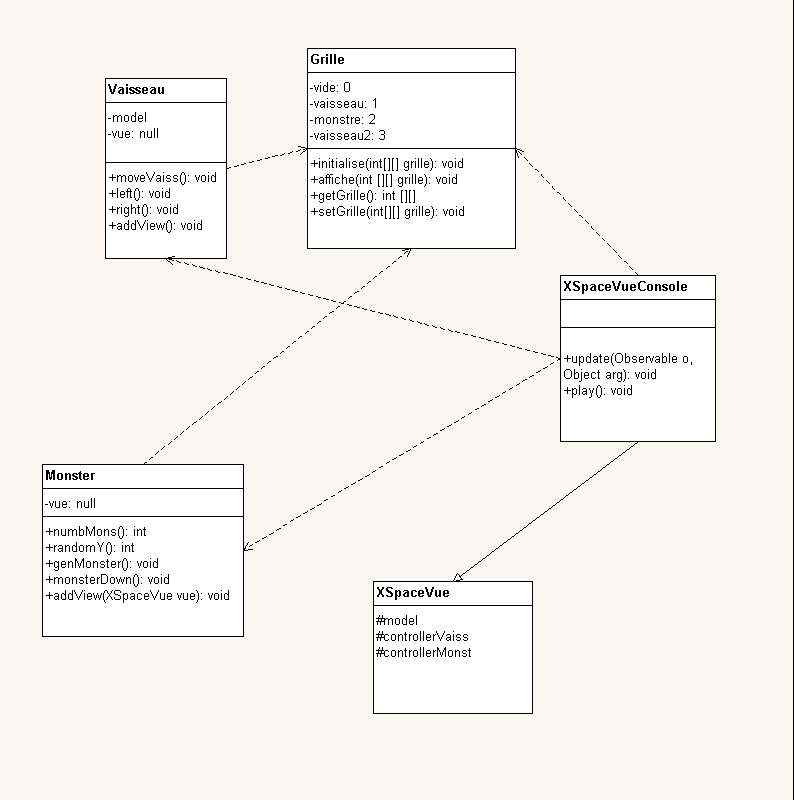 Vaisseau
-model
-vue: null
+moveVaiss(): void
+left(): void
+right(): void
+addView(): void
Grille
-vide: 0
-vaisseau: 1
-monstre: 2
-vaisseau2: 3
+initialise(int[][] grille): void
+affiche(int [][] grille): void
+getGrille(): int [][]
+setGrille(int[][] grille): void
XSpaceVueConsole
+update(Observable o,
Object arg): void
+play(): void
Monster
-vue: null
+numbMons(): int
+randomY(): int
+genMonster(): void
+monsterDown(): void
+addView(XSpaceVue vue): void
XSpaceVue
#model
#controllerVaiss
#controllerMonst